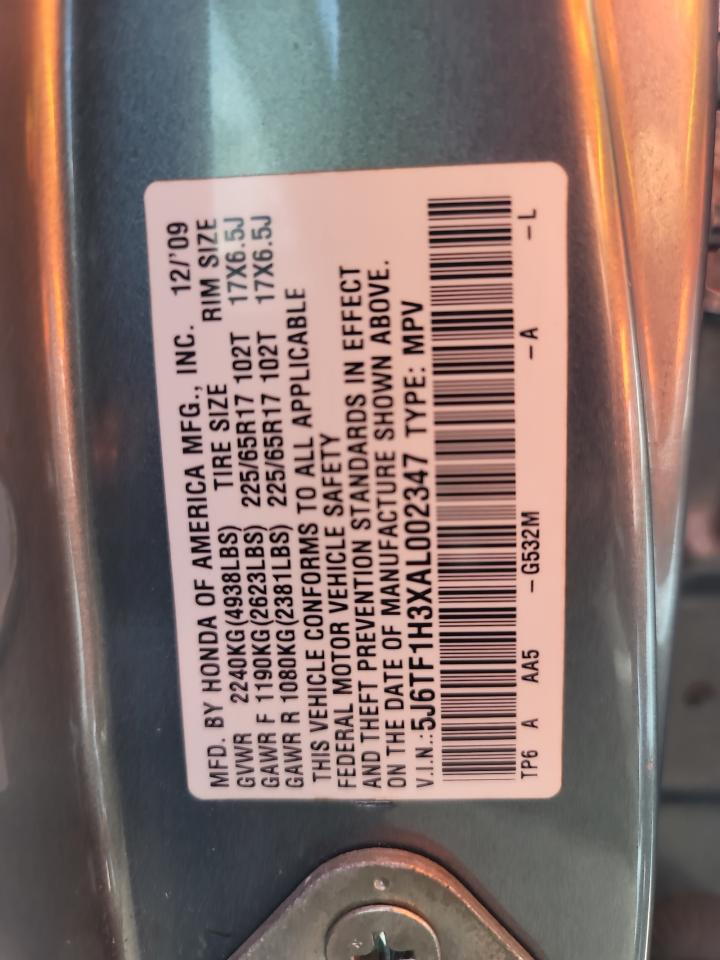 MFD. BY HONDA OF AMERICA MFG., INC. 12/'09
GVWR 2240KG(4938LBS) TIRE SIZE RIM SIZE
GAWR F 1190KG(2623LBS) 225/65R17 102T 17X6.5J
GAWR R 1080KG(2381LBS) 225/65R17 102T 17X6.5J
THIS VEHICLE CONFORMS TO ALL APPLICABLE
FEDERAL MOTOR VEHICLE SAFETY
AND THEFT PREVENTION STANDARDS IN EFFECT
ON THE DATE OF MANUFACTURE SHOWN ABOVE.
V.I.N.:5J6TF1H3XAL002347 TYPE: MPV
TP6 A AA5 -G532M -A -L